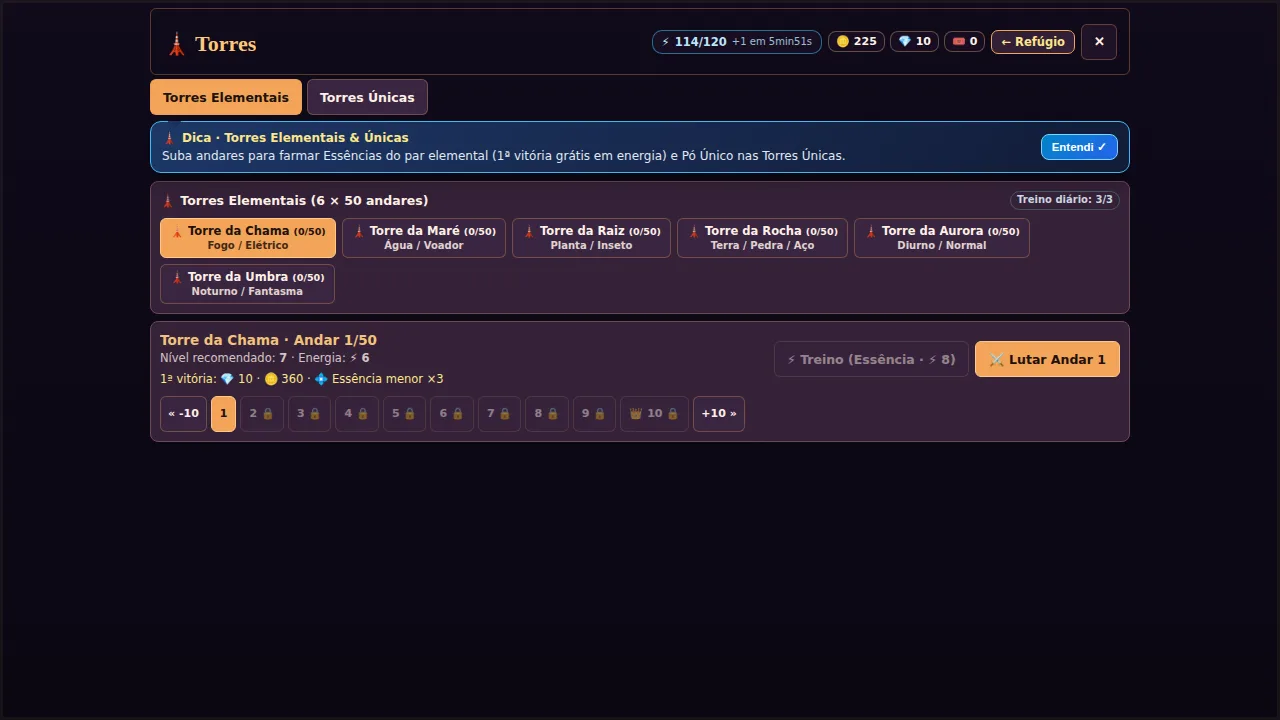 Torres
⚡ 114/120 +1 em 5min51s
225
10
0
← Refúgio
✕
Torres Elementais
Torres Únicas
Dica · Torres Elementais & Únicas
Suba andares para farmar Essências do par elemental (1ª vitória grátis em energia) e Pó Único nas Torres Únicas.
Entendi ✓
Torres Elementais (6 × 50 andares)
Treino diário: 3/3
Torre da Chama (0/50)
Fogo / Elétrico
Torre da Maré (0/50)
Água / Voador
Torre da Raiz (0/50)
Planta / Inseto
Torre da Rocha (0/50)
Terra / Pedra / Aço
Torre da Aurora (0/50)
Diurno / Normal
Torre da Umbra (0/50)
Noturno / Fantasma
Torre da Chama · Andar 1/50
Nível recomendado: 7 · Energia: ⚡ 6
1ª vitória: 💎 10 · 🪙 360 · 💠 Essência menor ×3
⚡ Treino (Essência · ⚡ 8)
⚔️ Lutar Andar 1
« -10
1
2 🔒
3 🔒
4 🔒
5 🔒
6 🔒
7 🔒
8 🔒
9 🔒
👑 10 🔒
+10 »